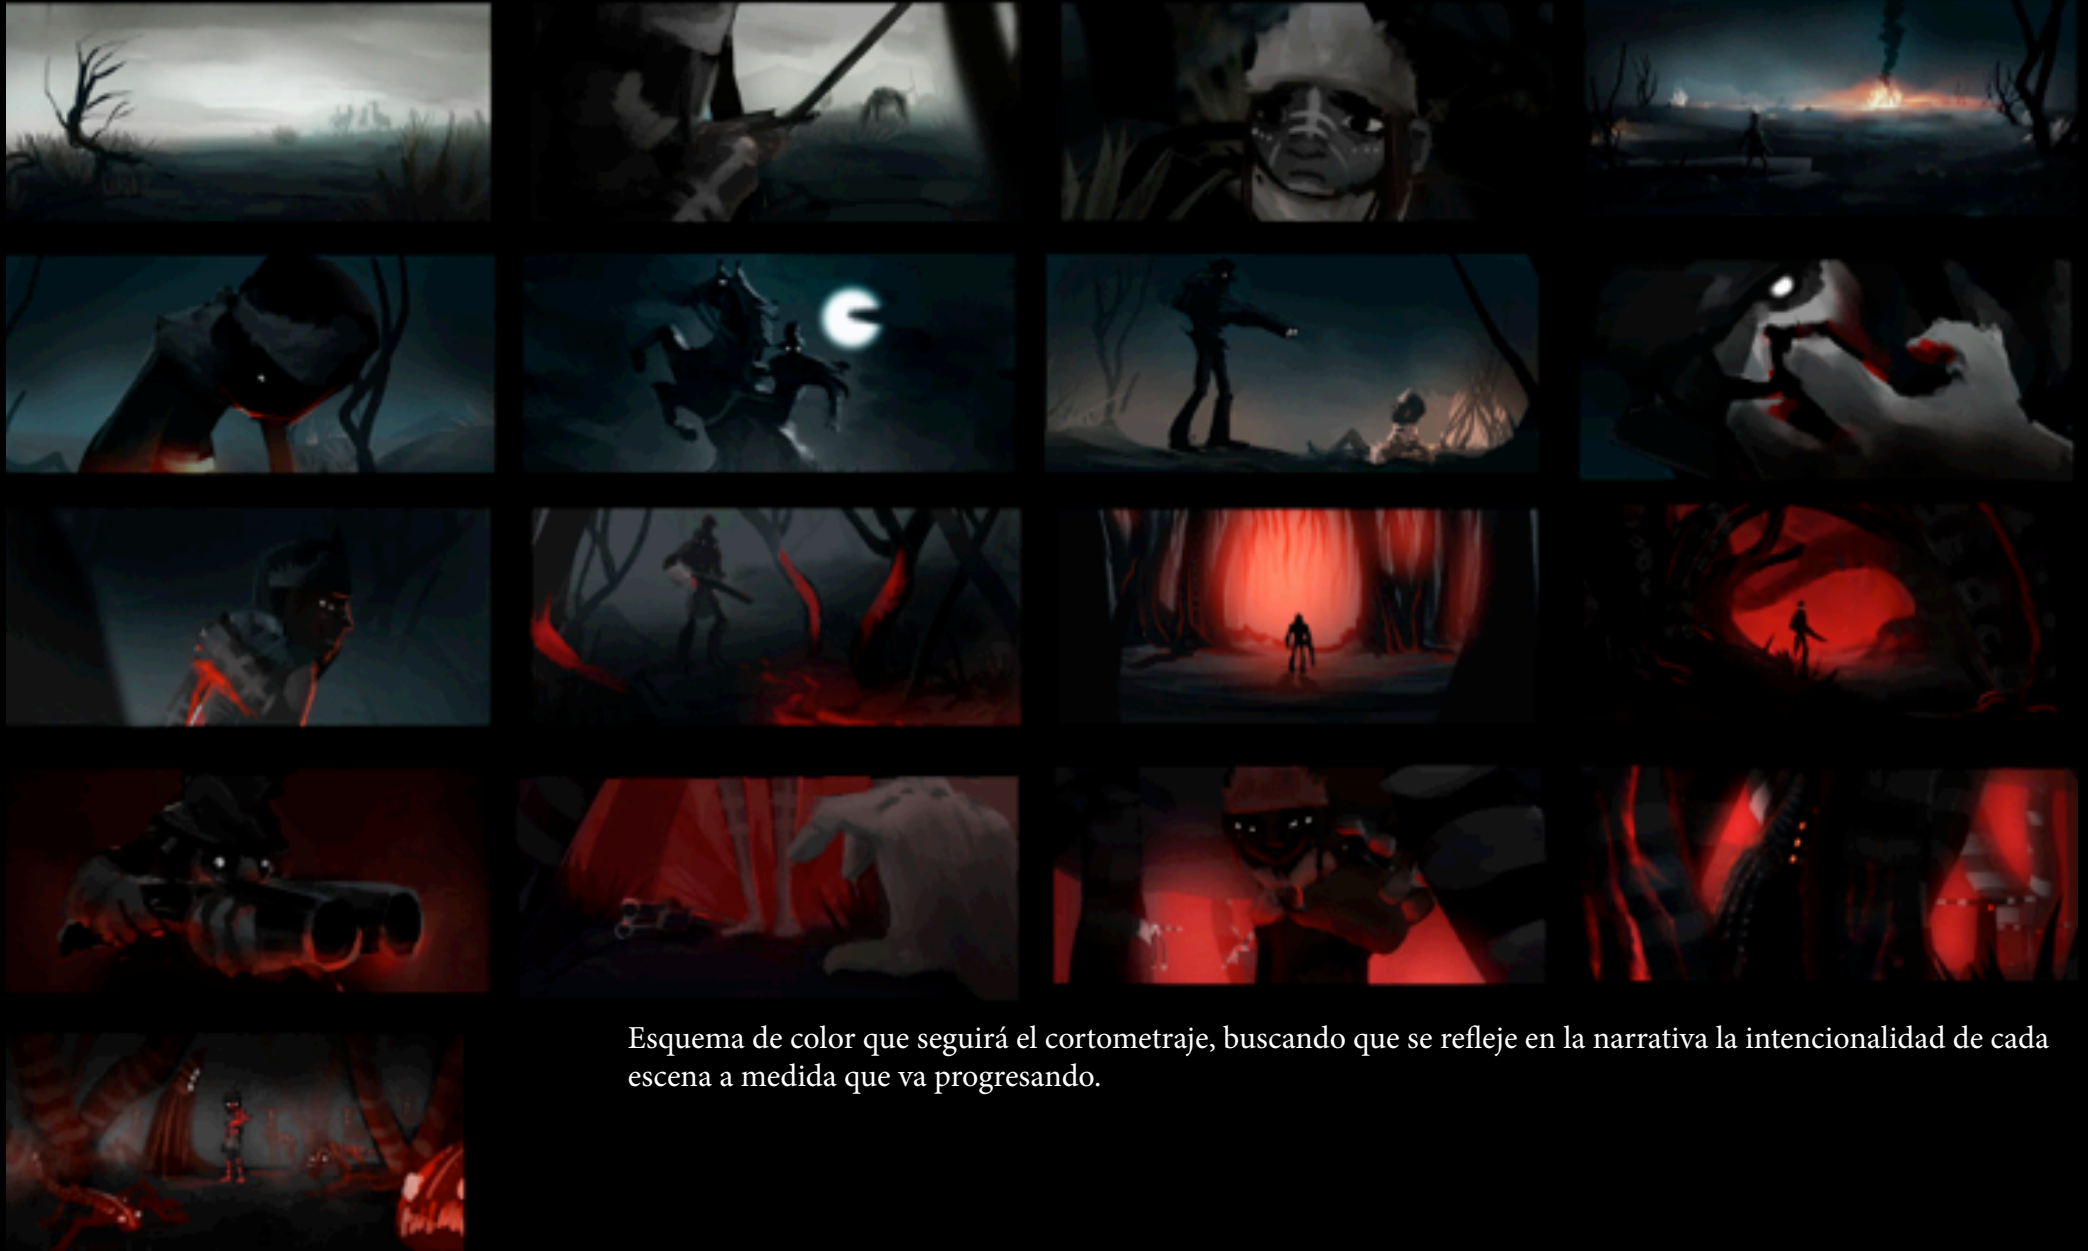 Esquema de color que seguirá el cortometraje, buscando que se refleje en la narrativa la intencionalidad de cada
escena a medida que va progresando.